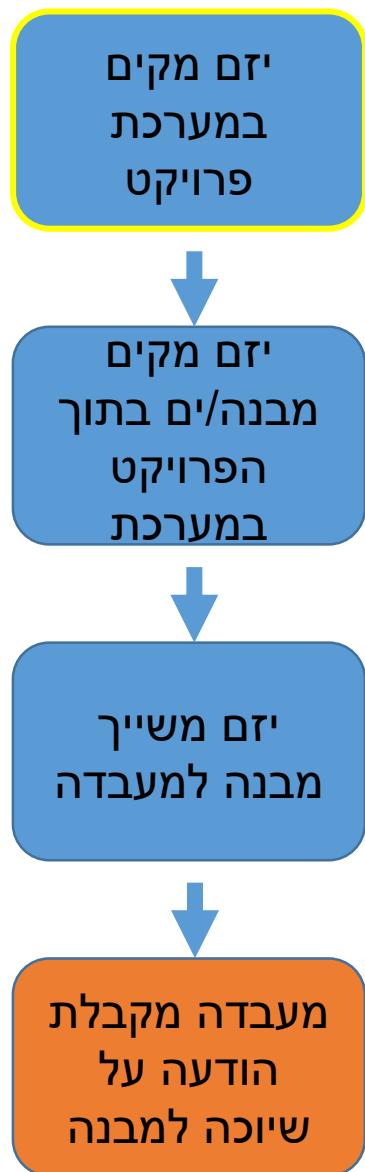 יזם מקים
במערכת
פרויקט
יזם מקים
מבנה/ים בתוך
הפרויקט
במערכת
יזם משייך
מבנה למעבדה
מעבדה מקבלת
הודעה על
שיוכה למבנה